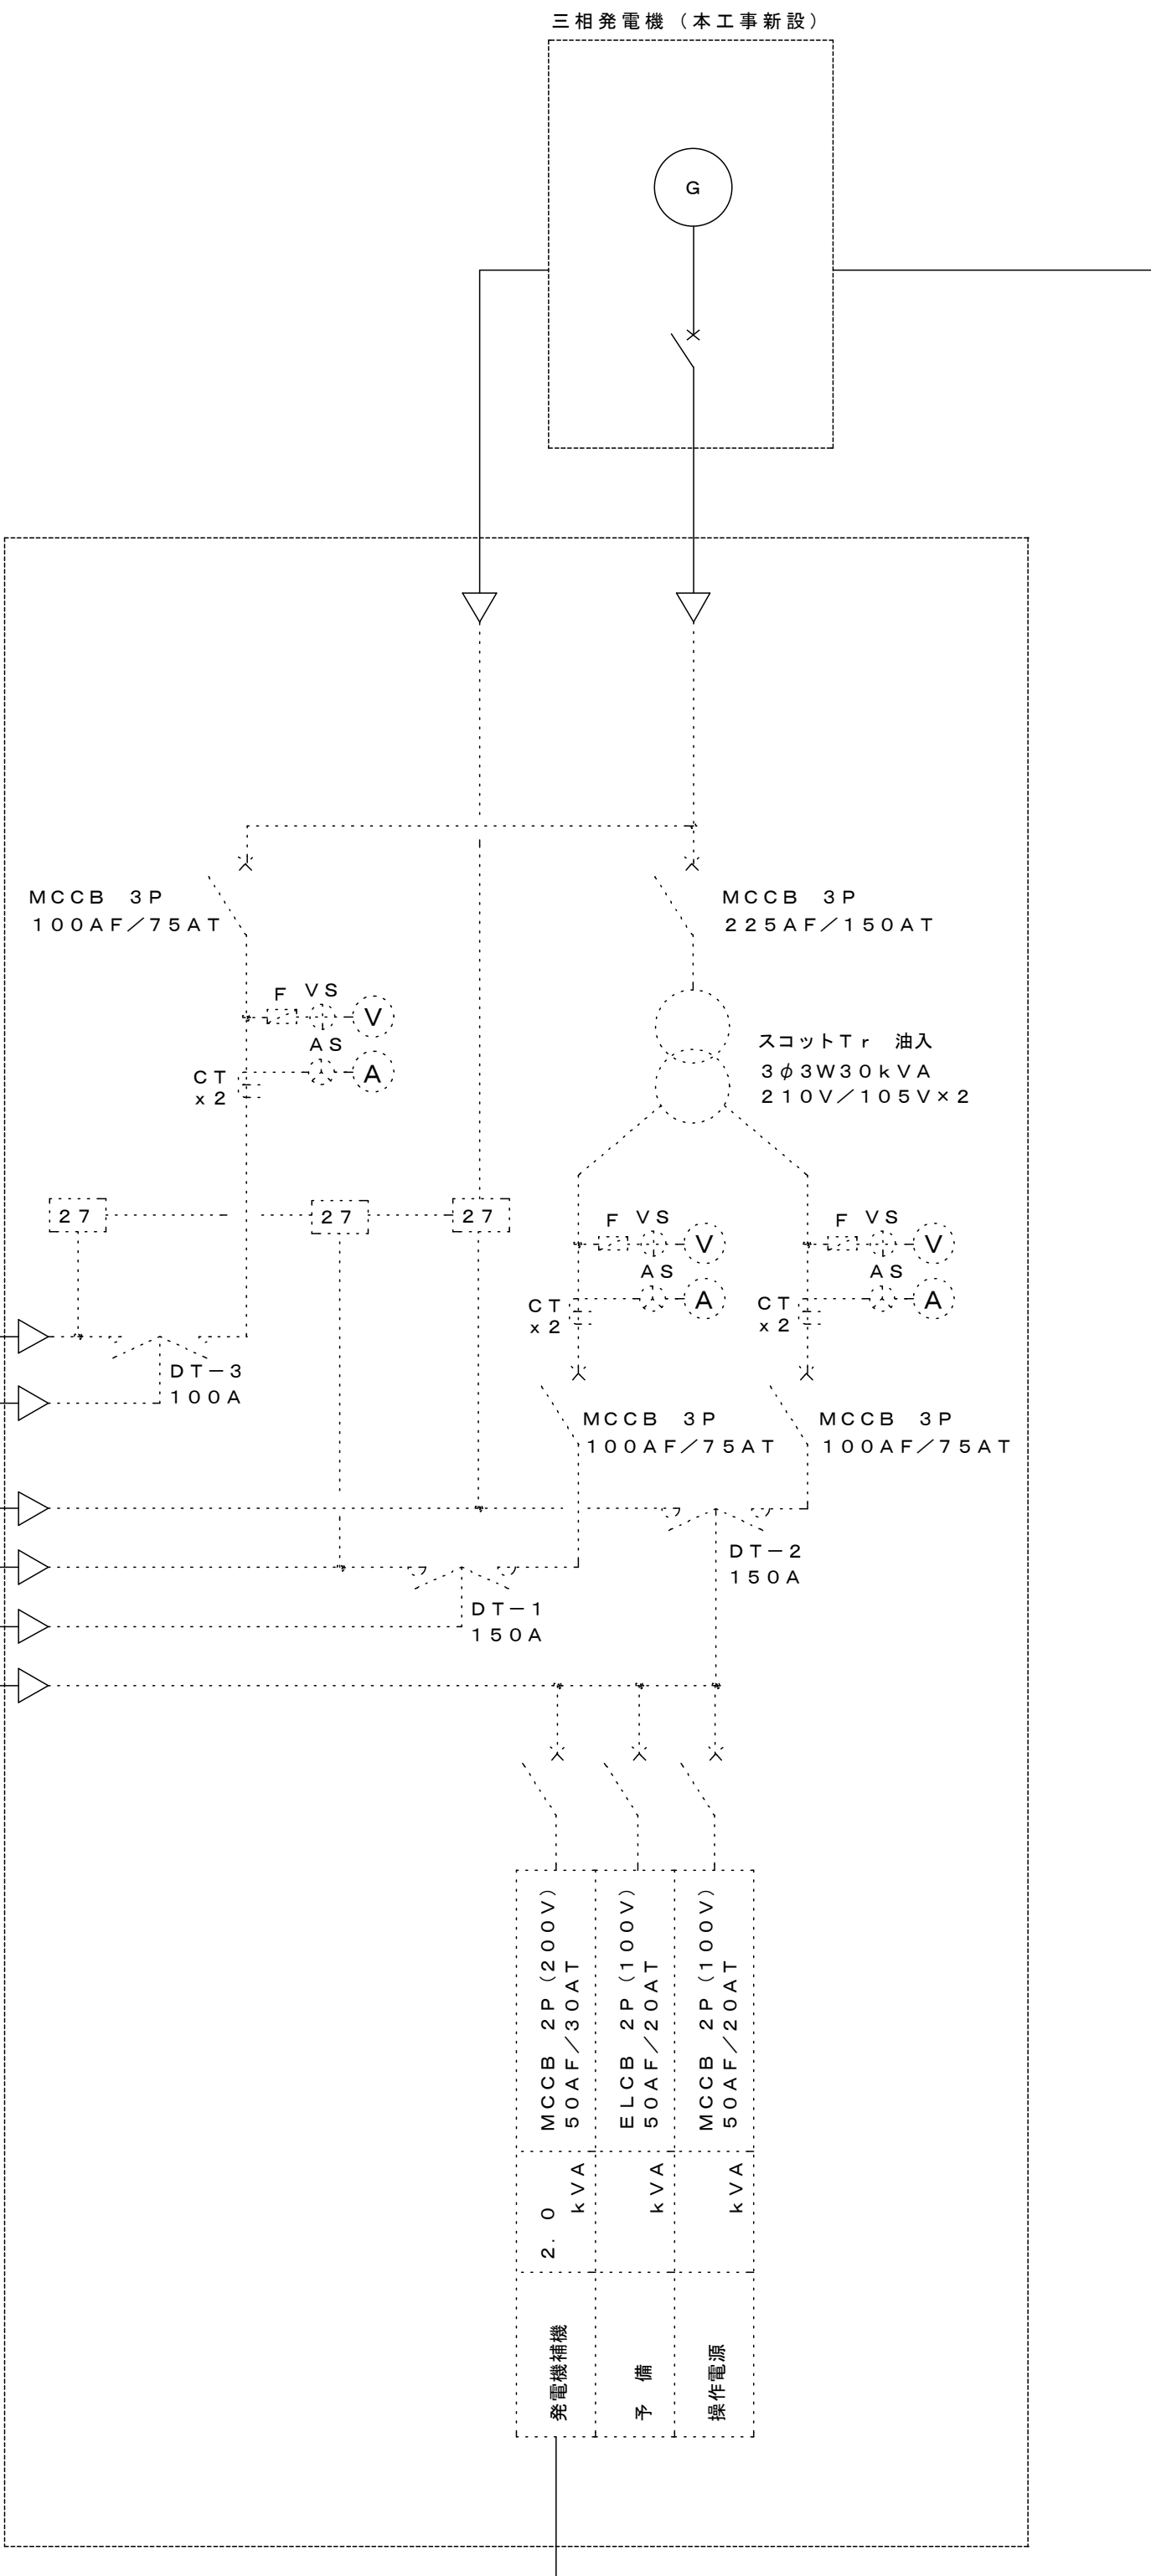 三相発電機（本工事新設）
G
MCCB　3P
100AF／75AT
MCCB　3P
225AF／150AT
F
VS
V
AS
A
CT
x2
スコットTr　油入
3φ3W30kVA
210V／105V×2
27
27
27
F
VS
V
AS
A
CT
x2
F
VS
V
AS
A
CT
x2
DT－3
100A
MCCB　3P
100AF／75AT
MCCB　3P
100AF／75AT
DT－2
150A
DT－1
150A
MCCB　2P（200V）
50AF／30AT
2．0
kVA
発電機補機
ELCB　2P（100V）
50AF／20AT
kVA
予　備
MCCB　2P（100V）
50AF／20AT
kVA
操作電源